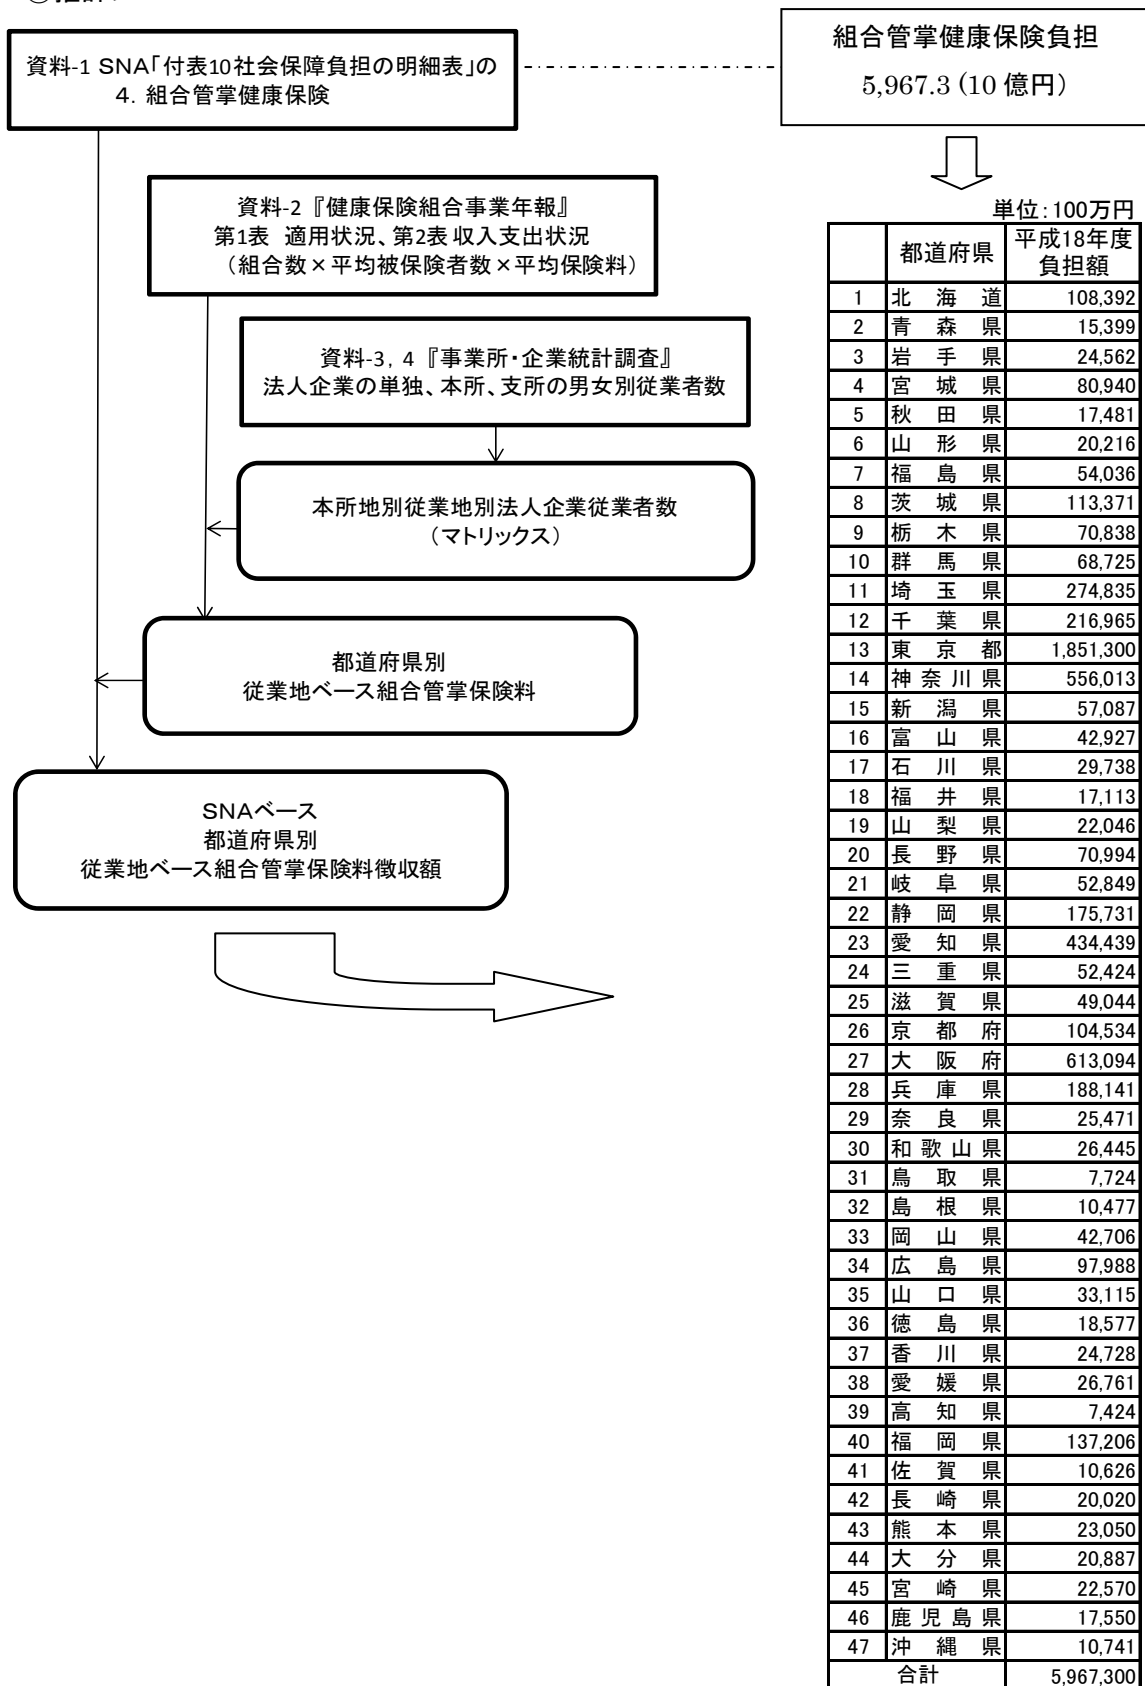 資料-1 SNA「付表10社会保障負担の明細表」の
4．組合管掌健康保険
組合管掌健康保険負担
5,967.3 (10 億円）
資料-2『健康保険組合事業年報』
第1表 適用状況、第2表 収入支出状況
（組合数×平均被保険者数×平均保険料）
資料-3，4『事業所・企業統計調査』
法人企業の単独、本所、支所の男女別従業者数
本所地別従業地別法人企業従業者数
（マトリックス）
都道府県別
従業地ベース組合管掌保険料
SNAベース
都道府県別
従業地ベース組合管掌保険料徴収額
単位：100万円
都道府県 平成18年度負担額
1 北海道 108,392
2 青森県 15,399
3 岩手県 24,562
4 宮城県 80,940
5 秋田県 17,481
6 山形県 20,216
7 福島県 54,036
8 茨城県 113,371
9 栃木県 70,838
10 群馬県 68,725
11 埼玉県 274,835
12 千葉県 216,965
13 東京都 1,851,300
14 神奈川県 556,013
15 新潟県 57,087
16 富山県 42,927
17 石川県 29,738
18 福井県 17,113
19 山梨県 22,046
20 長野県 70,994
21 岐阜県 52,849
22 静岡県 175,731
23 愛知県 434,439
24 三重県 52,424
25 滋賀県 49,044
26 京都府 104,534
27 大阪府 613,094
28 兵庫県 188,141
29 奈良県 25,471
30 和歌山県 26,445
31 鳥取県 7,724
32 島根県 10,477
33 岡山県 42,706
34 広島県 97,988
35 山口県 33,115
36 徳島県 18,577
37 香川県 24,728
38 愛媛県 26,761
39 高知県 7,424
40 福岡県 137,206
41 佐賀県 10,626
42 長崎県 20,020
43 熊本県 23,050
44 大分県 20,887
45 宮崎県 22,570
46 鹿児島県 17,550
47 沖縄県 10,741
合計 5,967,300